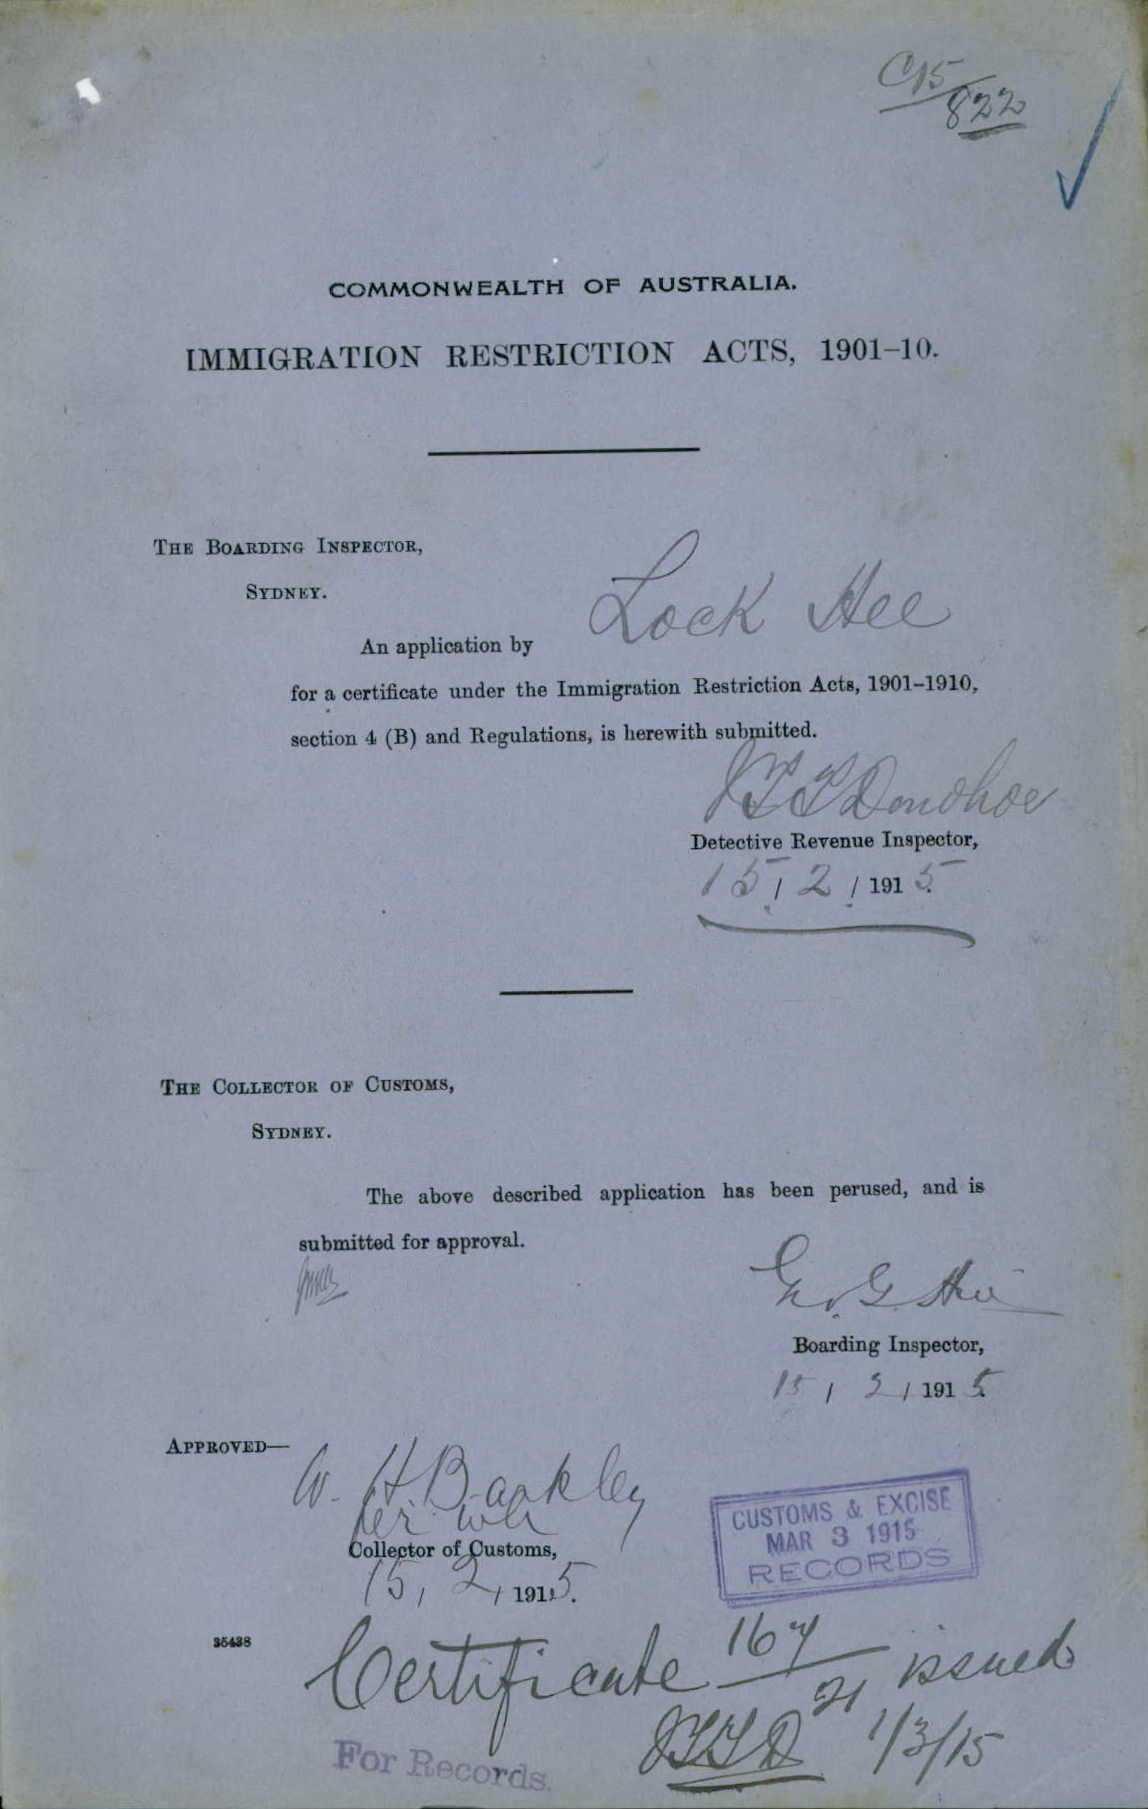 C15/822
COMMONWEALTH OF AUSTRALIA.
IMMIGRATION RESTRICTION ACTS, 1901–10.
THE BOARDING INSPECTOR,
SYDNEY.
An application by Lock Hee
for a certificate under the Immigration Restriction Acts, 1901–1910,
section 4 (B) and Regulations, is herewith submitted.
Donohoe
Detective Revenue Inspector,
15/2/1915.
THE COLLECTOR OF CUSTOMS,
SYDNEY.
The above described application has been perused, and is
submitted for approval.
Boarding Inspector,
15/2/1915
APPROVED—
W. H. Barkley
Collector of Customs,
15/2/1915.
CUSTOMS & EXCISE
MAR 3 1915
RECORDS
35438
Certificate 167/21 issued
1/3/15
For Records.